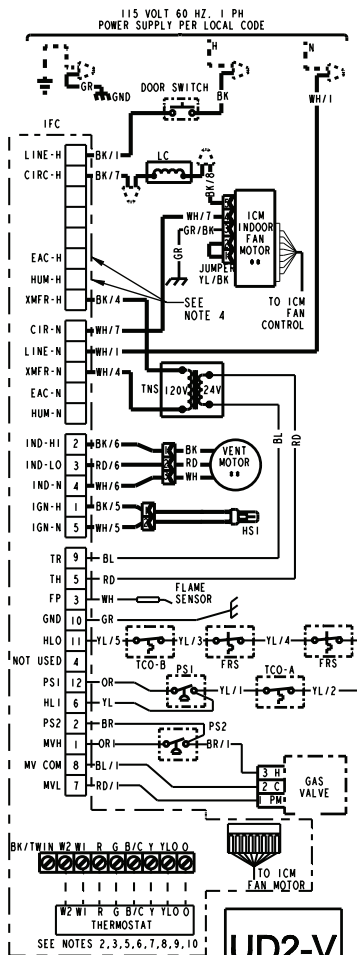 115 VOLT 60 HZ. 1 PH
POWER SUPPLY PER LOCAL CODE
H
N
GR
GND
DOOR SWITCH
BK
WH/1
IFC
LINE-H
BK/1
LC
CIRC-H
BK/7
BK/8
WH/7
GR/BK
GR
ICM
INDOOR
FAN
MOTOR
**
JUMPER
YL/BK
EAC-H
HUM-H
XMFR-H
BK/4
SEE
NOTE 4
TO ICM
FAN
CONTROL
CIR-N
WH/7
LINE-N
WH/1
XMFR-N
WH/4
TNS
120V
24V
EAC-N
HUM-N
BL
RD
IND-HI 2 BK/6 BK
IND-LO 3 RD/6 RD
IND-N 4 WH/6 WH
VENT
MOTOR
**
IGN-H 1 BK/5
IGN-N 5 WH/5
HSI
TR 9 BL
TH 5 RD
FP 3 WH
FLAME
SENSOR
GND 10 GR
HLO 11 YL/5 YL/3 YL/4
TCO-B FRS FRS
NOT USED 4
PS1 12 OR
PS1
TCO-A
HLI 6 YL
YL/1
YL/2
PS2 2 BR
PS2
MVH 1 OR1
BR/1
MV COM 8 BL/1
MVL 7 RD/1
3 H
2 C
1 PM
GAS
VALVE
BK/TWIN W2 W1 R G B/C Y YLO O
TO ICM
FAN MOTOR
W2 W1 R G B/C Y YLO O
THERMOSTAT
SEE NOTES 2,3,5,6,7,8,9,10
UD2-V